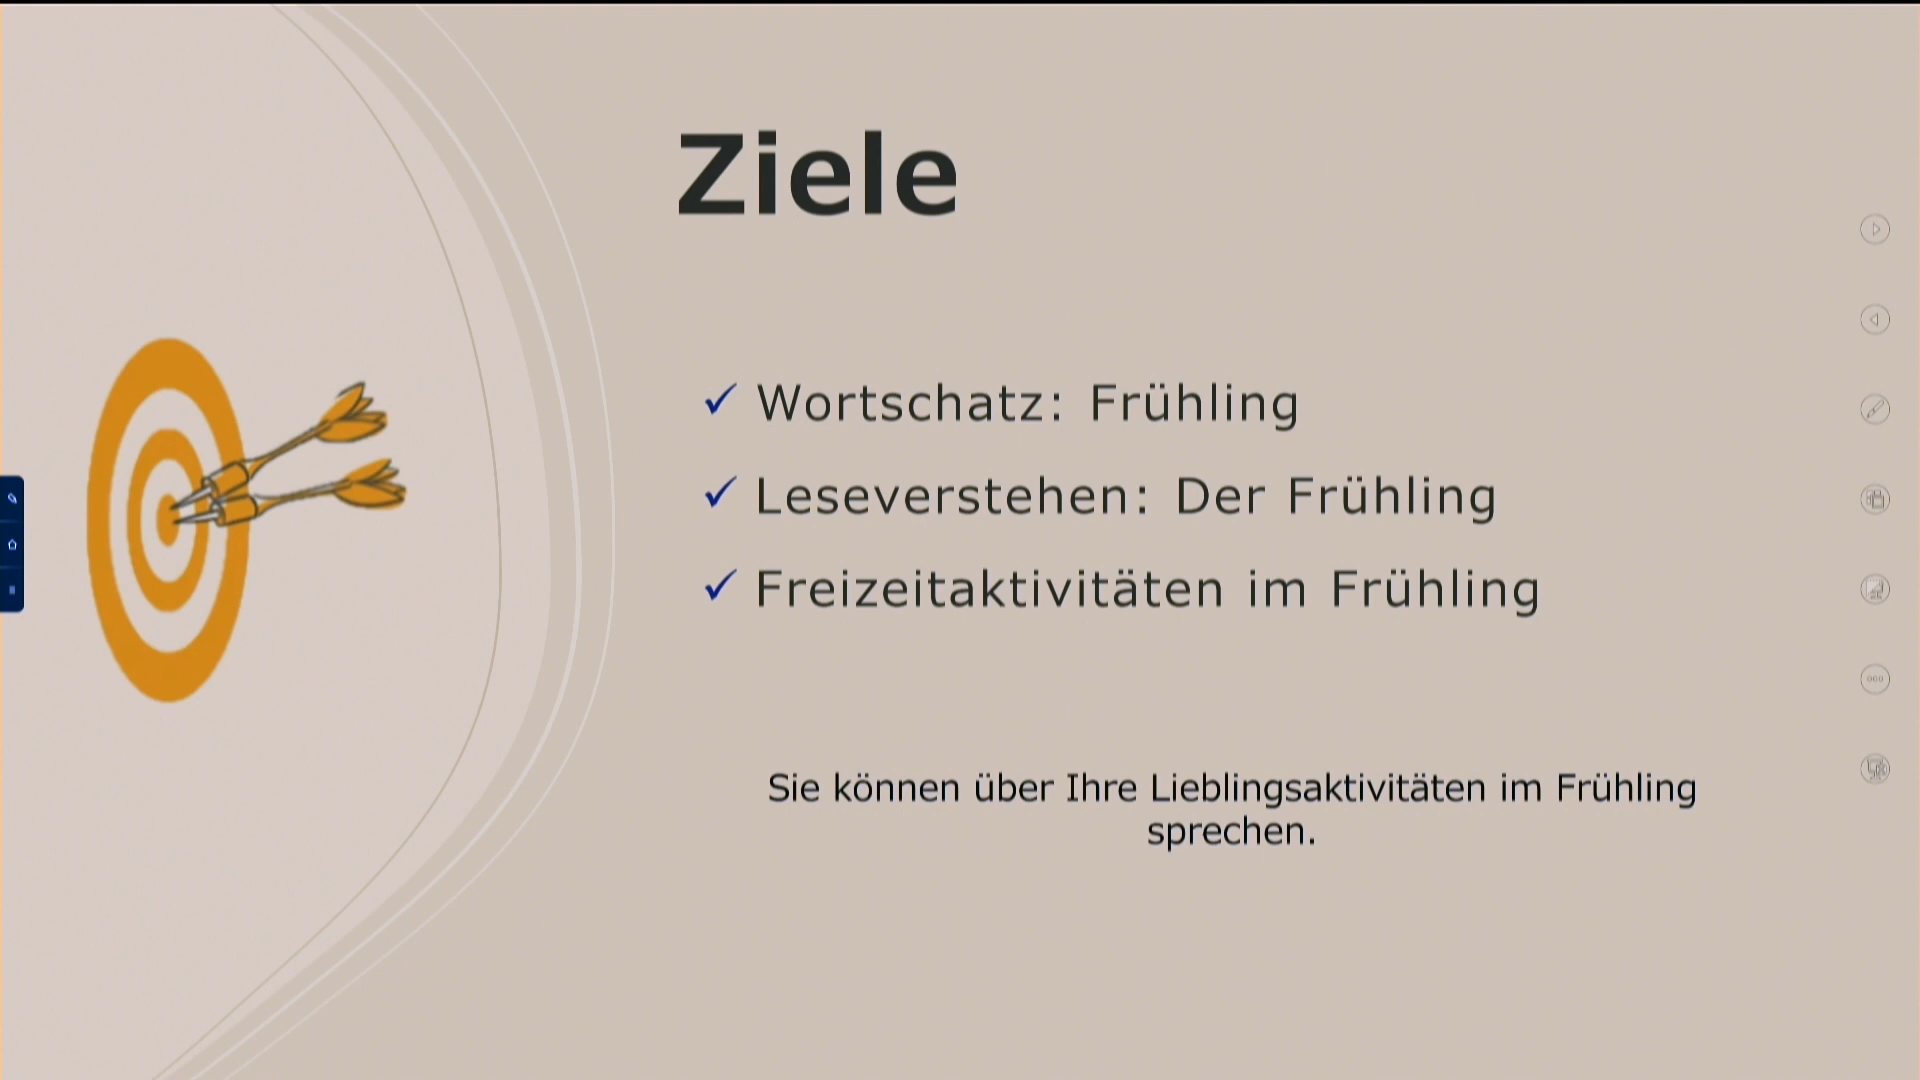 Ziele
Wortschatz: Frühling
Leseverstehen: Der Frühling
Freizeitaktivitäten im Frühling
Sie können über Ihre Lieblingsaktivitäten im Frühling
sprechen.